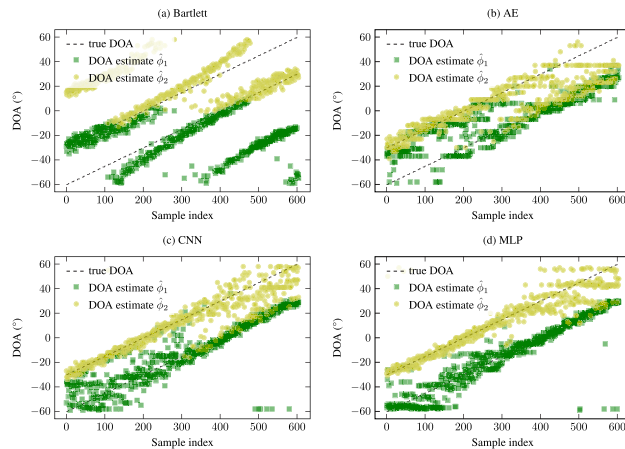 (a) Bartlett
(b) AE
60
40
20
0
−20
−40
−60
DOA (°)
true DOA
DOA estimate ϕ̂₁
DOA estimate ϕ̂₂
0 100 200 300 400 500 600
Sample index
60
40
20
0
−20
−40
−60
DOA (°)
true DOA
DOA estimate ϕ̂₁
DOA estimate ϕ̂₂
0 100 200 300 400 500 600
Sample index
(c) CNN
(d) MLP
60
40
20
0
−20
−40
−60
DOA (°)
true DOA
DOA estimate ϕ̂₁
DOA estimate ϕ̂₂
0 100 200 300 400 500 600
Sample index
60
40
20
0
−20
−40
−60
DOA (°)
true DOA
DOA estimate ϕ̂₁
DOA estimate ϕ̂₂
0 100 200 300 400 500 600
Sample index